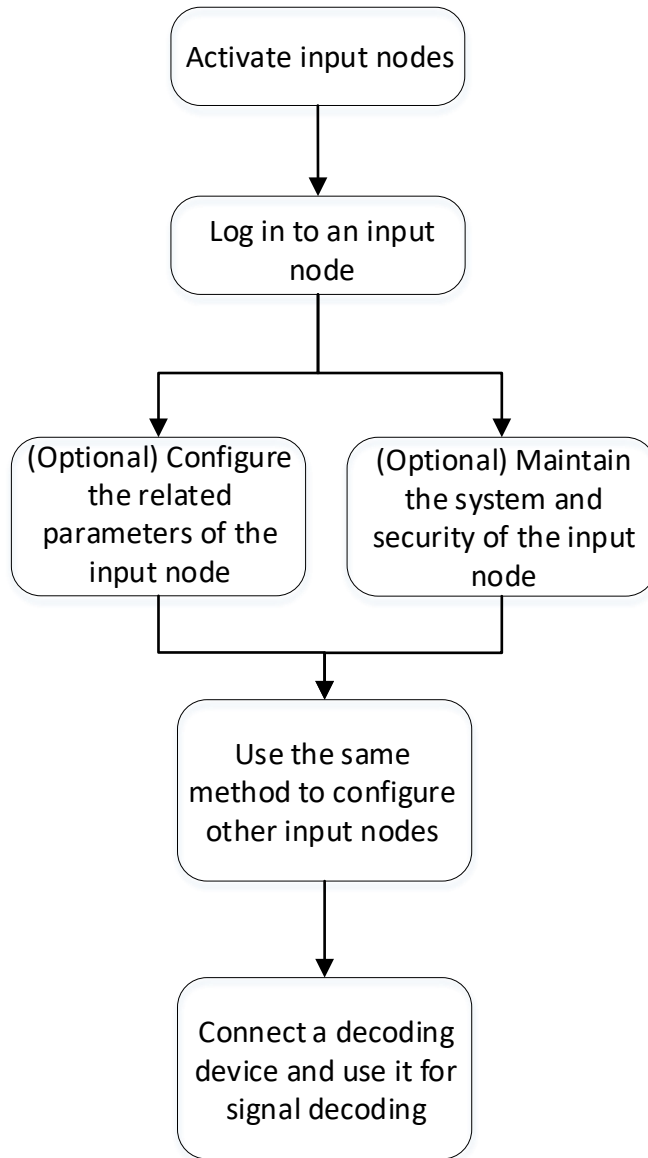 Activate input nodes
Log in to an input
node
(Optional) Configure
the related
parameters of the
input node
(Optional) Maintain
the system and
security of the input
node
Use the same
method to configure
other input nodes
Connect a decoding
device and use it for
signal decoding